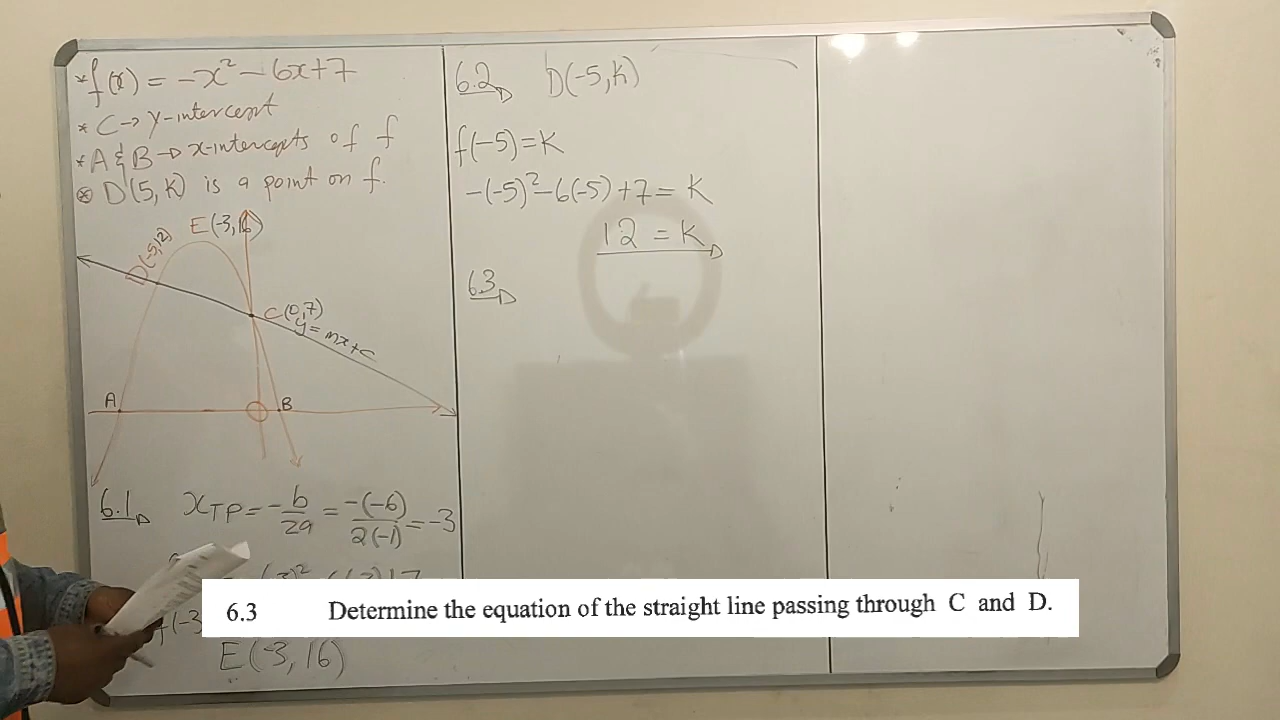 *f(x) = -x² - 6x + 7
* C → y-intercept
* A & B → x-intercepts of f
* D(5, K) is a point on f.
E(-3, 16)
D(-5, 12)
C(0, 7)
y = mx + c
A
B
6.1 x_TP = -b/2a = -(-6)/2(-1) = -3
E(-3, 16)
6.2 D(-5, K)
f(-5) = K
-(-5)² - 6(-5) + 7 = K
12 = K
6.3
6.3 Determine the equation of the straight line passing through C and D.